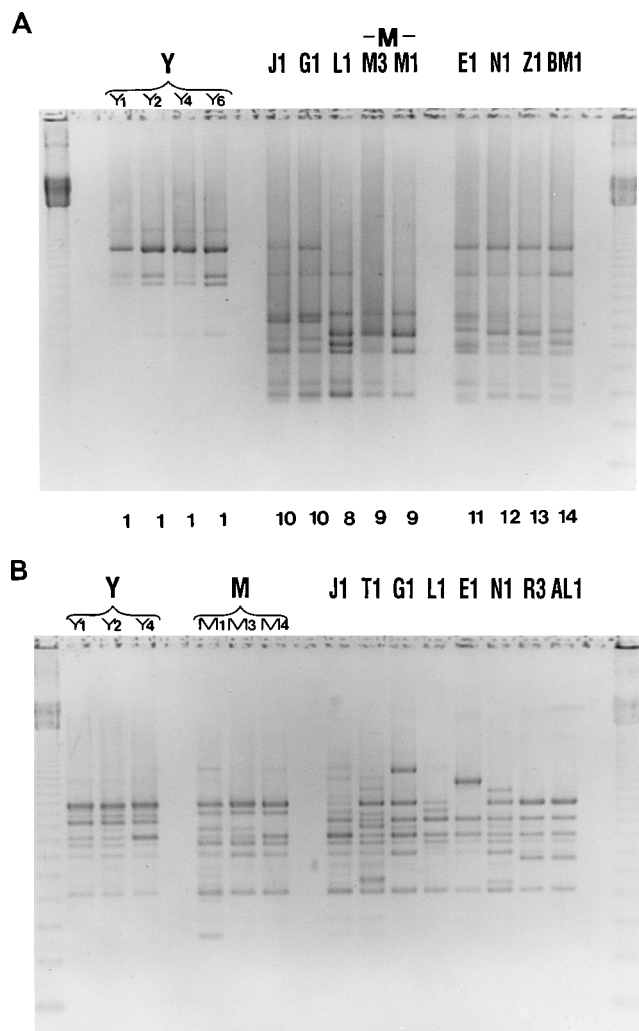 A
Y
-M-
J1 G1 L1 M3 M1 E1 N1 Z1 BM1
Y1 Y2 Y4 Y6
1 1 1 1 10 10 8 9 9 11 12 13 14
B
Y M J1 T1 G1 L1 E1 N1 R3 AL1
Y1 Y2 Y4 M1 M3 M4